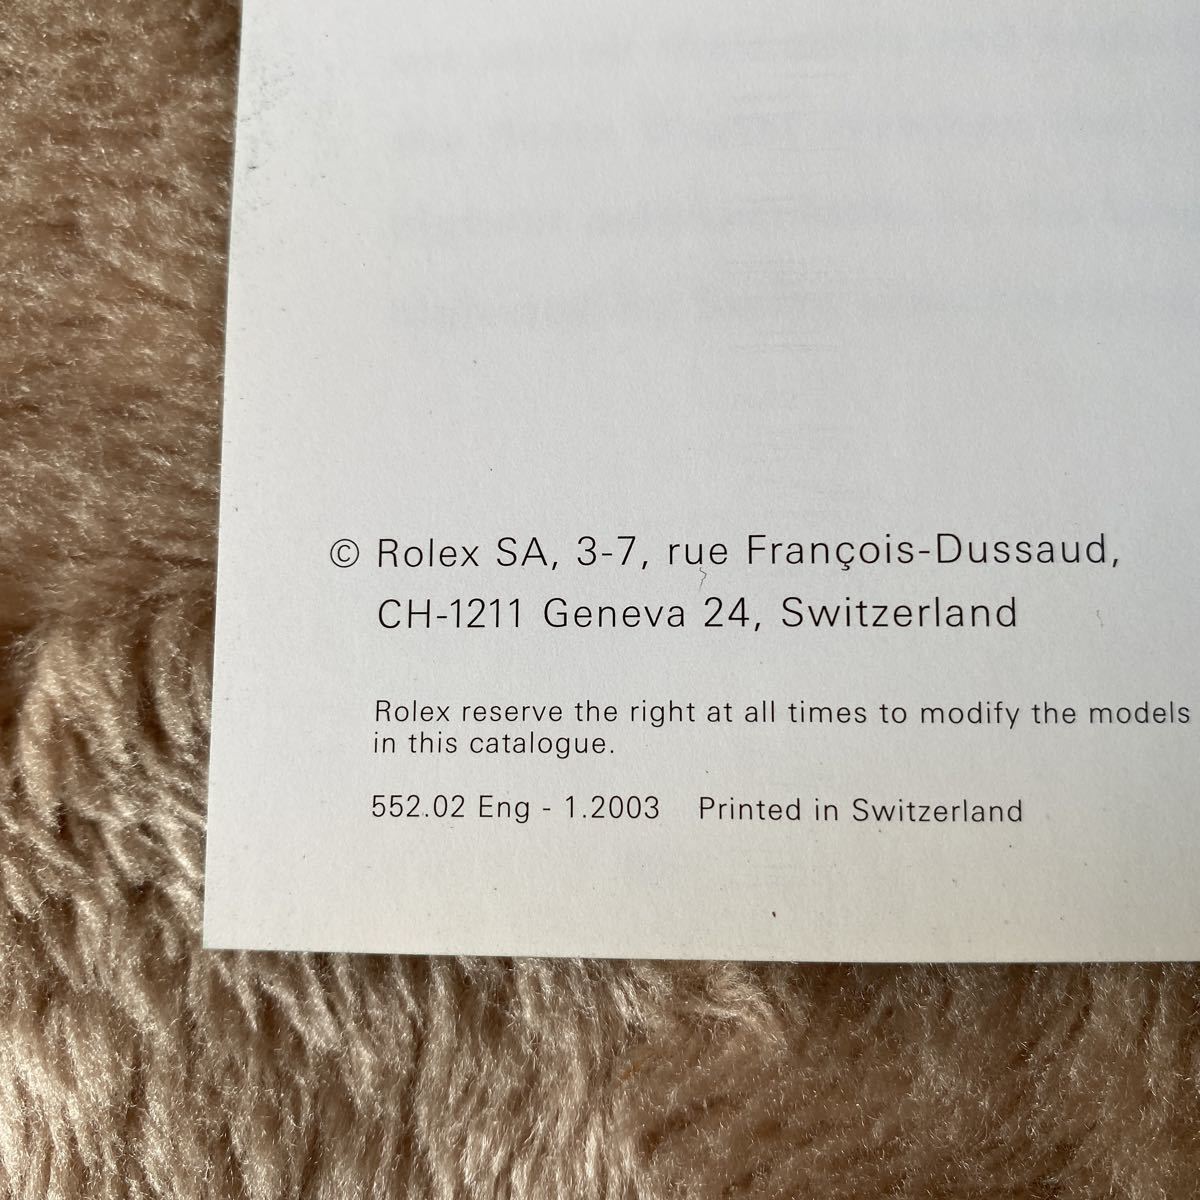 © Rolex SA, 3-7, rue François-Dussaud,
CH-1211 Geneva 24, Switzerland
Rolex reserve the right at all times to modify the models
in this catalogue.
552.02 Eng - 1.2003 Printed in Switzerland